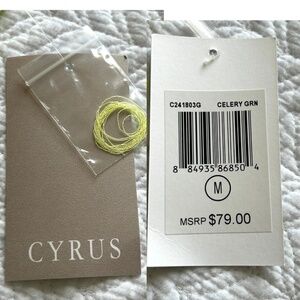 CYRUS
C241803G CELERY GRN
8 84935 86850 4
M
MSRP $79.00